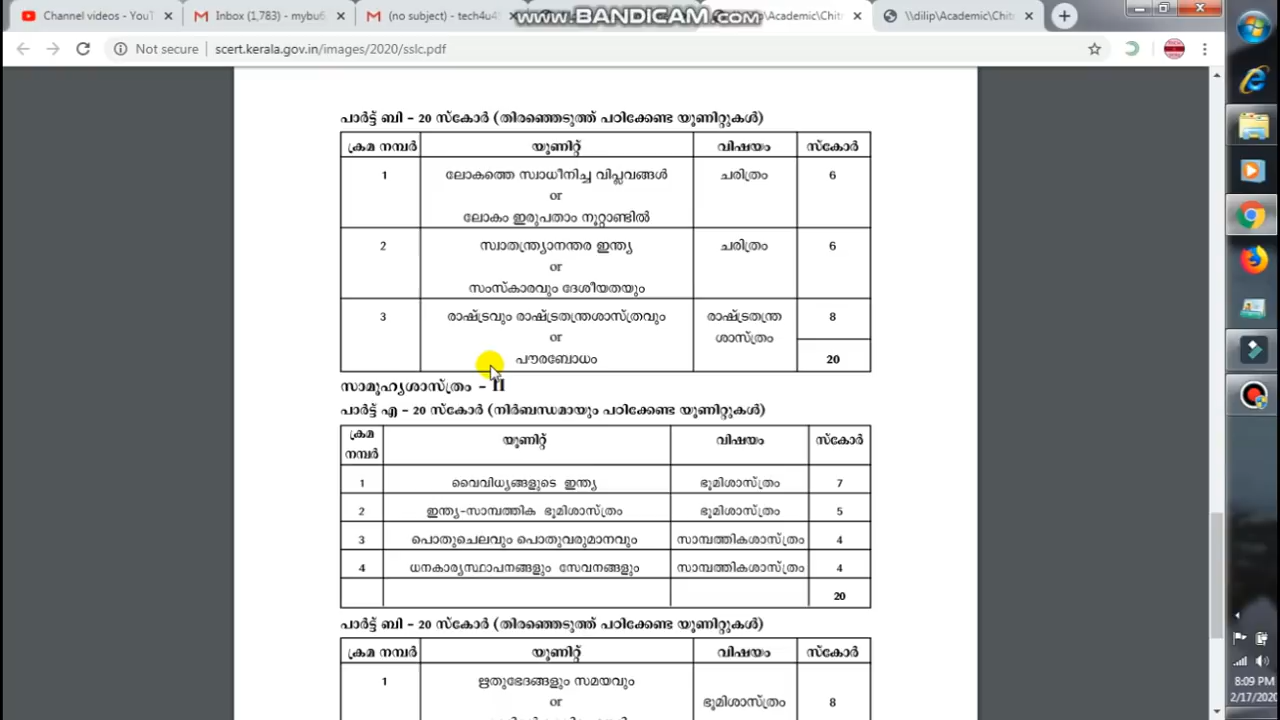 Channel videos - YouT
Inbox (1,783) - mybu6
(no subject) - tech4u4
www.BANDICAM.com
\Academic\Chit
\\dilip\Academic\Chit
Not secure | scert.kerala.gov.in/images/2020/sslc.pdf
പാർട്ട് ബി - 20 സ്കോർ (തിരഞ്ഞെടുത്ത് പഠിക്കേണ്ട യൂണിറ്റുകൾ)
ക്രമ നമ്പർ യൂണിറ്റ് വിഷയം സ്കോർ
1 ലോകത്തെ സ്വാധീനിച്ച വിപ്ലവങ്ങൾ ചരിത്രം 6
or
ലോകം ഇരുപതാം നൂറ്റാണ്ടിൽ
2 സ്വാതന്ത്ര്യാനന്തര ഇന്ത്യ ചരിത്രം 6
or
സംസ്കാരവും ദേശീയതയും
3 രാഷ്ട്രവും രാഷ്ട്രതന്ത്രശാസ്ത്രവും രാഷ്ട്രതന്ത്ര 8
or ശാസ്ത്രം
പൗരബോധം 20
സാമൂഹ്യശാസ്ത്രം - II
പാർട്ട് എ - 20 സ്കോർ (നിർബന്ധമായും പഠിക്കേണ്ട യൂണിറ്റുകൾ)
ക്രമ നമ്പർ യൂണിറ്റ് വിഷയം സ്കോർ
1 വൈവിധ്യങ്ങളുടെ ഇന്ത്യ ഭൂമിശാസ്ത്രം 7
2 ഇന്ത്യ-സാമ്പത്തിക ഭൂമിശാസ്ത്രം ഭൂമിശാസ്ത്രം 5
3 പൊതുചെലവും പൊതുവരുമാനവും സാമ്പത്തികശാസ്ത്രം 4
4 ധനകാര്യസ്ഥാപനങ്ങളും സേവനങ്ങളും സാമ്പത്തികശാസ്ത്രം 4
20
പാർട്ട് ബി - 20 സ്കോർ (തിരഞ്ഞെടുത്ത് പഠിക്കേണ്ട യൂണിറ്റുകൾ)
ക്രമ നമ്പർ യൂണിറ്റ് വിഷയം സ്കോർ
1 ഋതുഭേദങ്ങളും സമയവും
or ഭൂമിശാസ്ത്രം 8
8:09 PM
2/17/2020